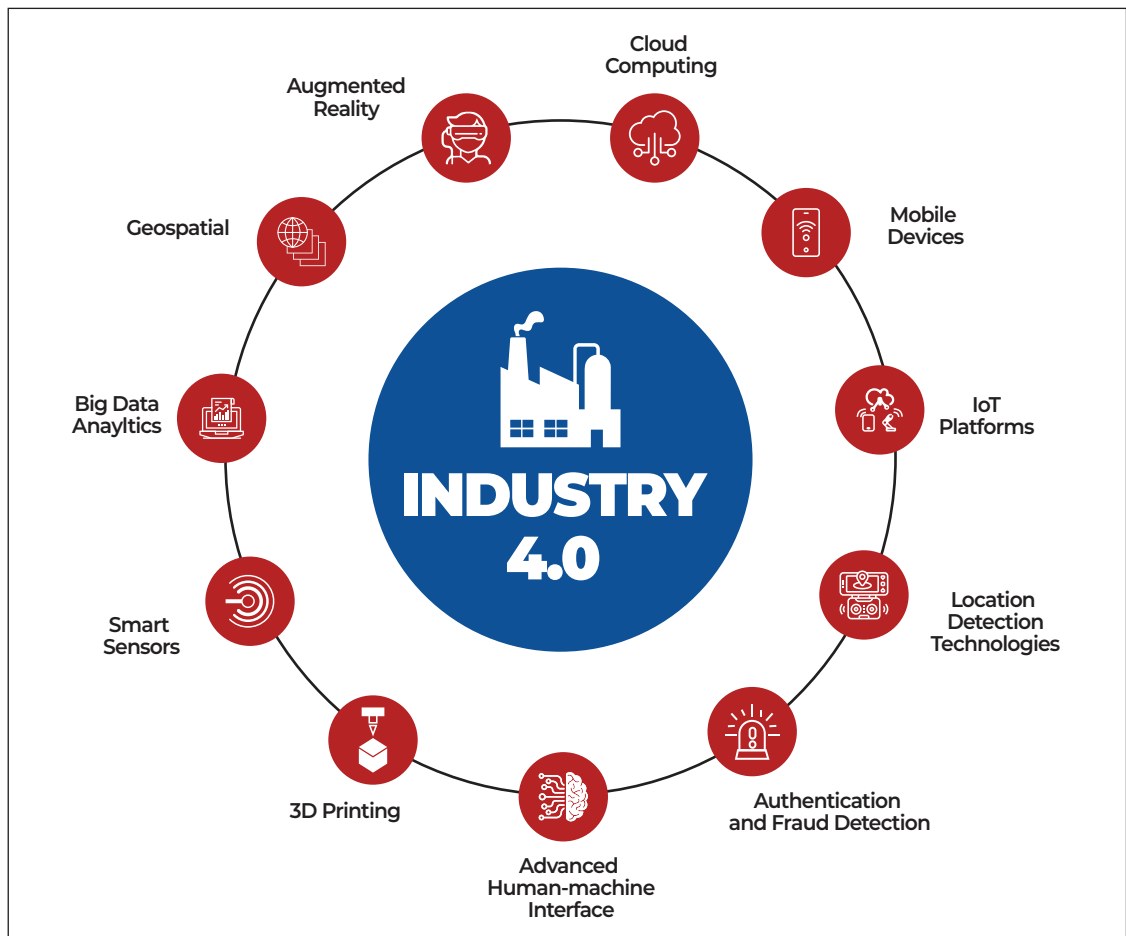 Cloud
Computing
Augmented
Reality
Mobile
Devices
Geospatial
IoT
Platforms
Big Data
Anayltics
INDUSTRY
4.0
Location
Detection
Technologies
Smart
Sensors
Authentication
and Fraud Detection
3D Printing
Advanced
Human-machine
Interface